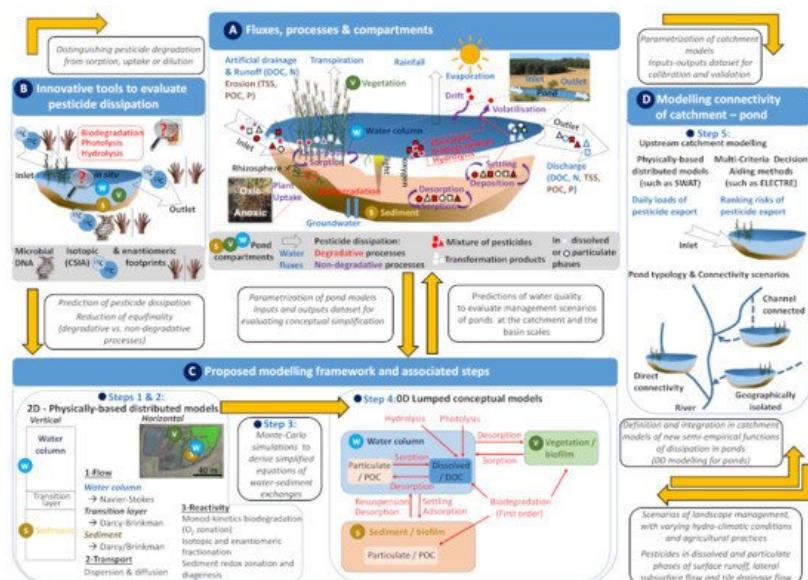 Distinguishing pesticide degradation
from sorption, uptake or dilution
A Fluxes, processes & compartments
Parametrization of catchment
models
Inputs-outputs dataset for
calibration and validation
B Innovative tools to evaluate
pesticide dissipation
Biodegradation
Photolysis
Hydrolysis
Inlet
in situ
W
V
S
Outlet
Microbial
DNA
Isotopic
(CSIA)
& enantiomeric
footprints
Artificial drainage
& Runoff (DOC, N)
Erosion (TSS,
POC, P)
Transpiration
V Vegetation
Rainfall
Evaporation
Inlet
Outlet
Pond
Drift
Volatilisation
W Water column
Inlet
Sorption
Hydrolysis
Outlet
Rhizosphere
Plant
Uptake
Oxic
Anoxic
Settling
Deposition
Discharge
(DOC, N, TSS,
POC, P)
Desorption
Sorption
S Sediment
Groundwater
S V W Pond
compartments
Water
fluxes
Pesticide dissipation:
Degradative processes
Non-degradative processes
Mixture of pesticides
Transformation products
In dissolved
or particulate
phases
D Modelling connectivity
of catchment – pond
Step 5:
Upstream catchment modelling
Physically-based
distributed models
(such as SWAT)
Multi-Criteria Decision
Aiding methods
(such as ELECTRE)
Daily loads of
pesticide export
Ranking risks of
pesticide export
Inlet
Pond typology & Connectivity scenarios
Channel
connected
Direct
connectivity
River
Geographically
isolated
Prediction of pesticide dissipation
Reduction of equifinality
(degradative vs. non-degradative
processes)
Parametrization of pond models
Inputs and outputs dataset for
evaluating conceptual simplification
Predictions of water quality
to evaluate management scenarios
of ponds at the catchment and the
basin scales
C Proposed modelling framework and associated steps
Steps 1 & 2:
2D - Physically-based distributed models
Vertical
Horizontal
W
Water
column
Transition
layer
S Sediment
V
W
S
40 m
1-Flow
Water column
→ Navier-Stokes
Transition layer
→ Darcy-Brinkman
Sediment
→ Darcy/Brinkman
2-Transport
Dispersion & diffusion
3-Reactivity
Monod-kinetics biodegradation
(O2 zonation)
Isotopic and enantiomeric
fractionation
Sediment redox zonation and
diagenesis
Step 3:
Monte-Carlo
simulations to
derive simplified
equations of
water-sediment
exchanges
Step 4: 0D Lumped conceptual models
Hydrolysis
Photolysis
W Water column
Particulate
/ POC
Sorption
Desorption
Dissolved
/ DOC
Desorption
Sorption
V Vegetation /
biofilm
Resuspension
Desorption
Settling
Adsorption
Biodegradation
(First order)
S Sediment / biofilm
Particulate / POC
Definition and integration in catchment
models of new semi-empirical functions
of dissipation in ponds
(0D modelling for ponds)
Scenarios of landscape management,
with varying hydro-climatic conditions
and agricultural practices
Pesticides in dissolved and particulate
phases of surface runoff, lateral
subsurface flow and tile drainage flow